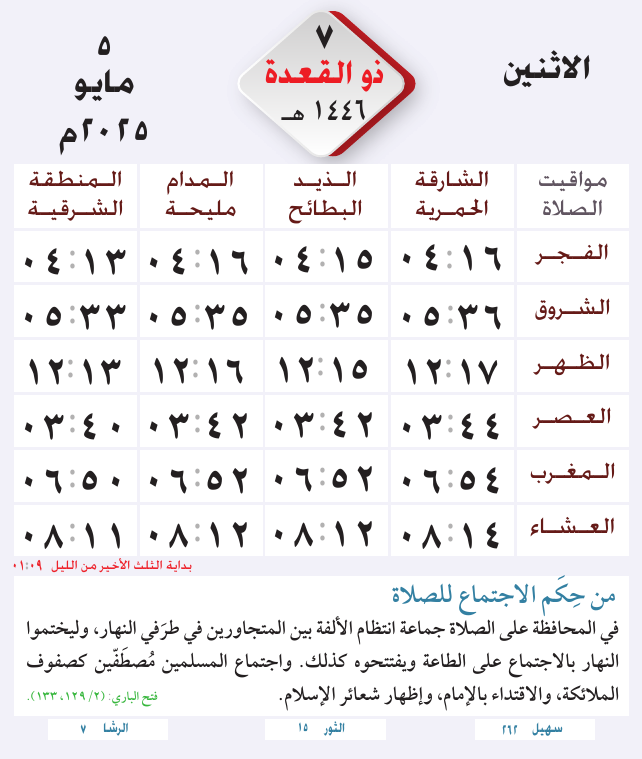 الاثنين
٧
ذو القعدة
١٤٤٦ هـ
٥
مايو
٢٠٢٥م
مواقيت الصلاة | الشارقة الحمرية | الذيد البطائح | المدام مليحة | المنطقة الشرقية
الفجر ٠٤:١٦ ٠٤:١٥ ٠٤:١٦ ٠٤:١٣
الشروق ٠٥:٣٦ ٠٥:٣٥ ٠٥:٣٥ ٠٥:٣٣
الظهر ١٢:١٧ ١٢:١٥ ١٢:١٦ ١٢:١٣
العصر ٠٣:٤٤ ٠٣:٤٢ ٠٣:٤٢ ٠٣:٤٠
المغرب ٠٦:٥٤ ٠٦:٥٢ ٠٦:٥٢ ٠٦:٥٠
العشاء ٠٨:١٤ ٠٨:١٢ ٠٨:١٢ ٠٨:١١
بداية الثلث الأخير من الليل ٠١:٠٩
من حِكَم الاجتماع للصلاة
في المحافظة على الصلاة جماعة انتظام الألفة بين المتجاورين في طرَفي النهار، وليختموا
النهار بالاجتماع على الطاعة ويفتتحوه كذلك. واجتماع المسلمين مُصطَفّين كصفوف
الملائكة، والاقتداء بالإمام، وإظهار شعائر الإسلام. فتح الباري: (٢/ ١٢٩، ١٣٣).
سهيل ٢٦٢ الثور ١٥ الرشا ٧